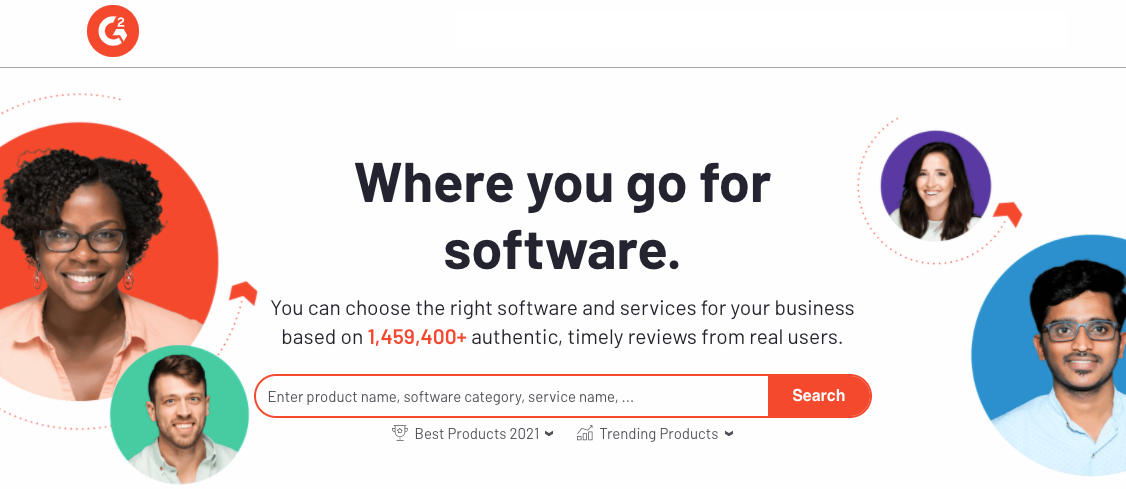 G2
Where you go for
software.
You can choose the right software and services for your business
based on 1,459,400+ authentic, timely reviews from real users.
Enter product name, software category, service name, ...
Search
Best Products 2021
Trending Products